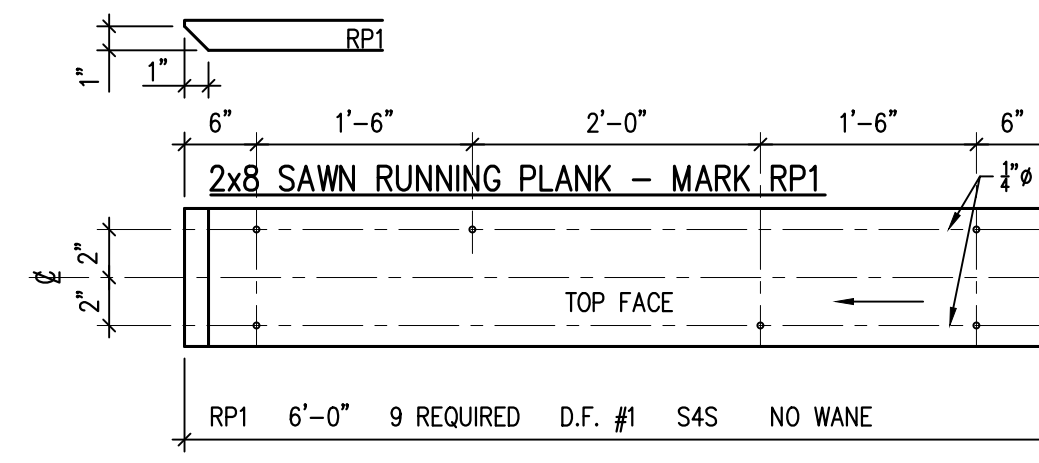 RP1
1"
1"
6" 1'-6" 2'-0" 1'-6" 6"
2x8 SAWN RUNNING PLANK - MARK RP1
1/4"ø
2"
℄
2"
TOP FACE
RP1 6'-0" 9 REQUIRED D.F. #1 S4S NO WANE